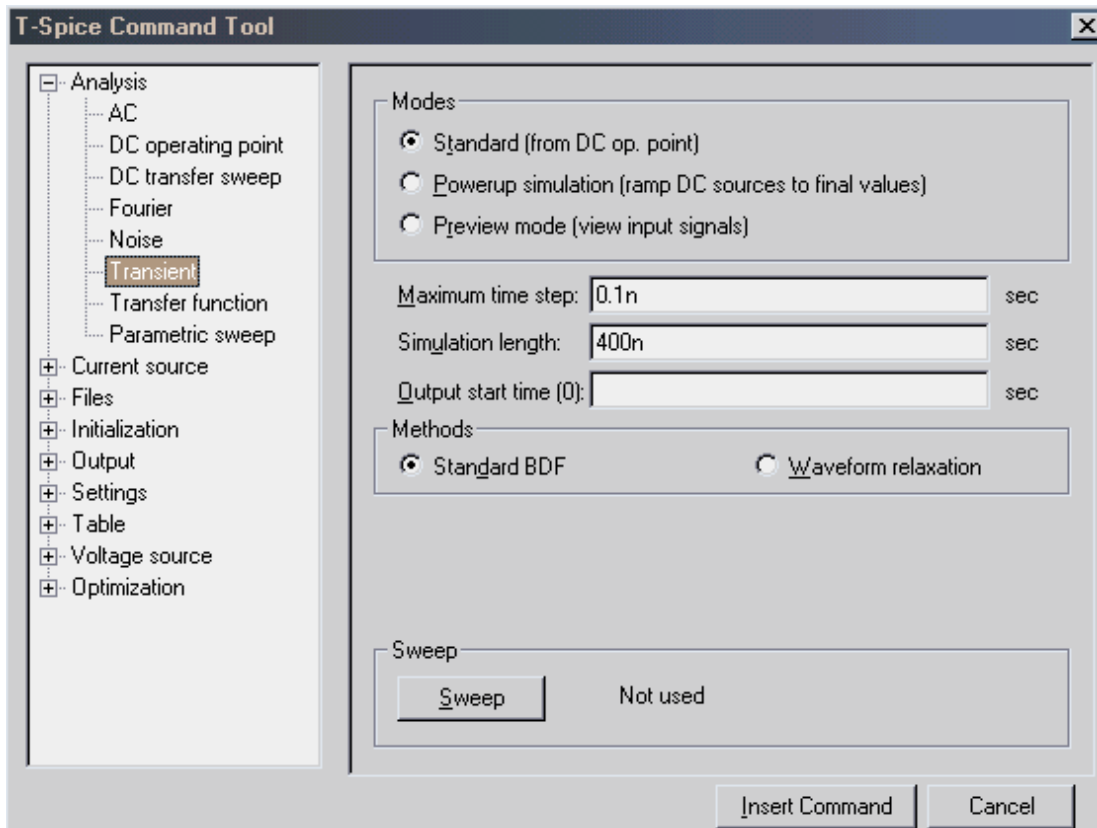 T-Spice Command Tool
Analysis
AC
DC operating point
DC transfer sweep
Fourier
Noise
Transient
Transfer function
Parametric sweep
Current source
Files
Initialization
Output
Settings
Table
Voltage source
Optimization
Modes
Standard (from DC op. point)
Powerup simulation (ramp DC sources to final values)
Preview mode (view input signals)
Maximum time step: 0.1n sec
Simulation length: 400n sec
Output start time (0): sec
Methods
Standard BDF Waveform relaxation
Sweep
Sweep Not used
Insert Command Cancel